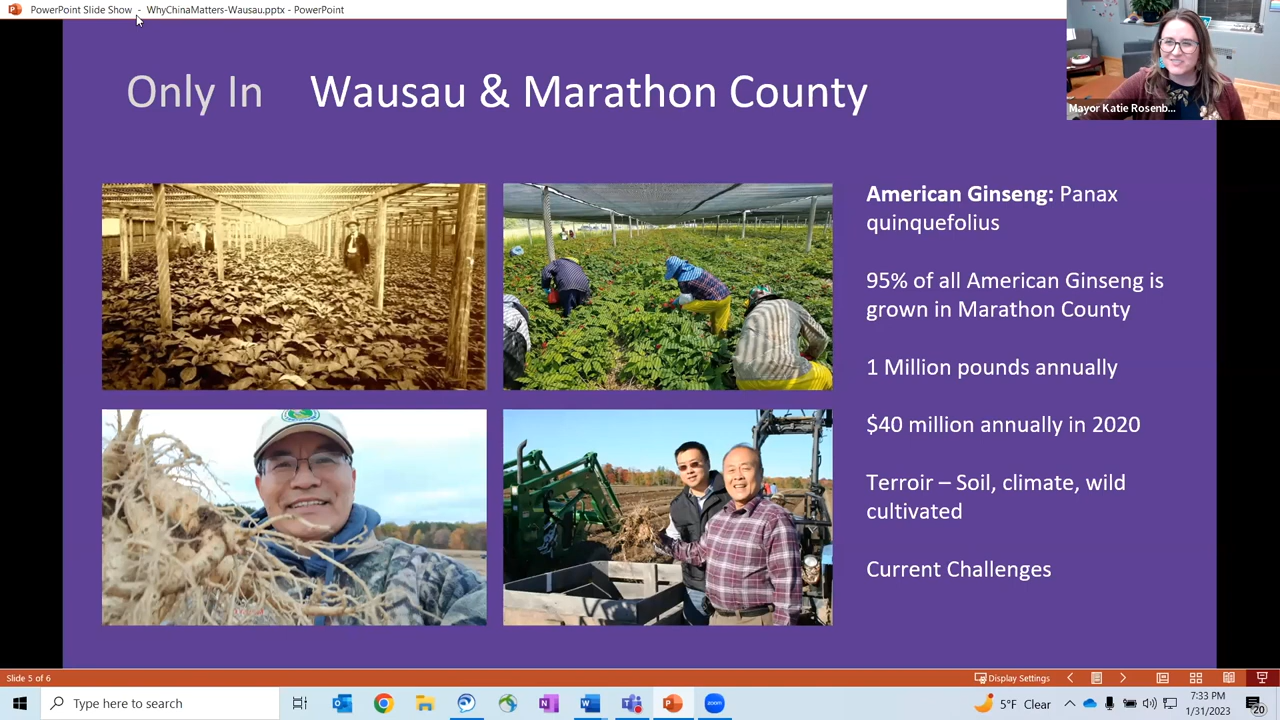 PowerPoint Slide Show - WhyChinaMatters-Wausau.pptx - PowerPoint
Mayor Katie Rosenb...
Only In Wausau & Marathon County
American Ginseng: Panax
quinquefolius
95% of all American Ginseng is
grown in Marathon County
1 Million pounds annually
$40 million annually in 2020
Terroir – Soil, climate, wild
cultivated
Current Challenges
Slide 5 of 6
Display Settings
Type here to search
5°F Clear
7:33 PM
1/31/2023
20